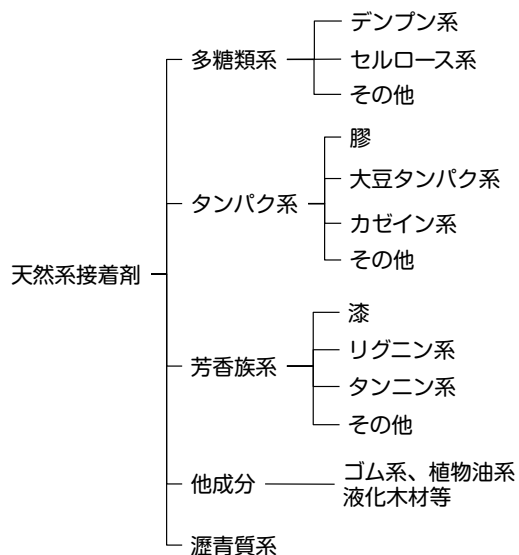 デンプン系
多糖類系
セルロース系
その他
膠
大豆タンパク系
タンパク系
カゼイン系
その他
天然系接着剤
漆
リグニン系
芳香族系
タンニン系
その他
他成分
ゴム系、植物油系
液化木材等
瀝青質系